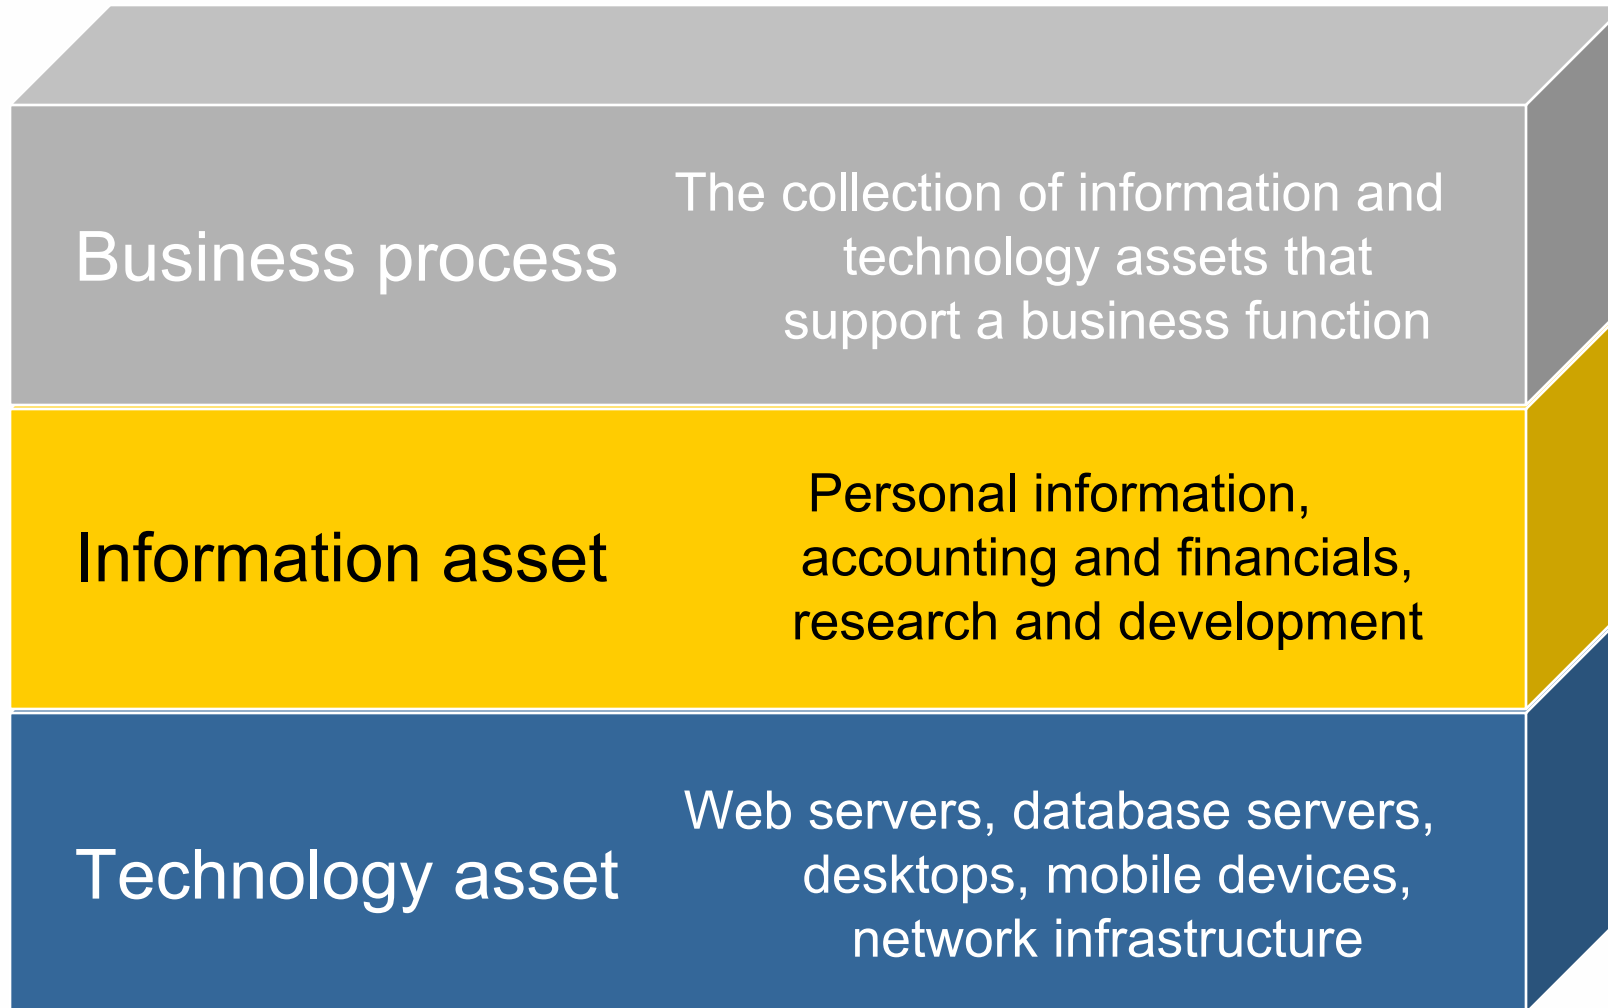 Business process
The collection of information and
technology assets that
support a business function
Information asset
Personal information,
accounting and financials,
research and development
Technology asset
Web servers, database servers,
desktops, mobile devices,
network infrastructure